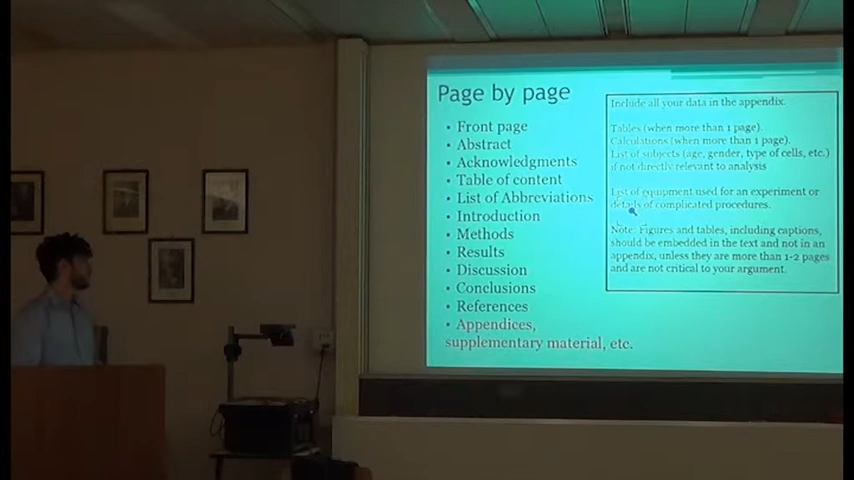 Page by page
• Front page
• Abstract
• Acknowledgments
• Table of content
• List of Abbreviations
• Introduction
• Methods
• Results
• Discussion
• Conclusions
• References
• Appendices,
supplementary material, etc.
Include all your data in the appendix.
Tables (when more than 1 page).
Calculations (when more than 1 page).
List of subjects (age, gender, type of cells, etc.)
if not directly relevant to analysis
List of equipment used for an experiment or
details of complicated procedures.
Note: Figures and tables, including captions,
should be embedded in the text and not in an
appendix, unless they are more than 1-2 pages
and are not critical to your argument.